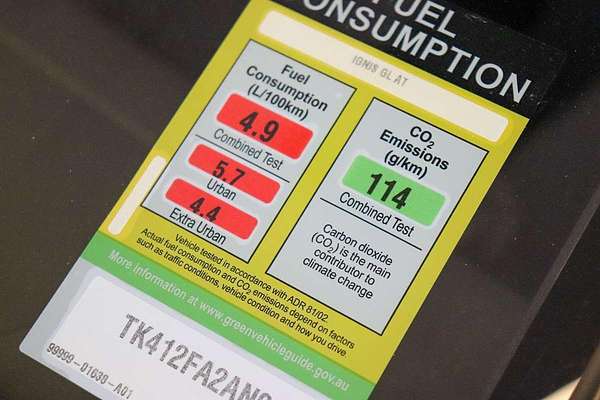 FUEL
CONSUMPTION
IGNIS GL AT
Fuel
Consumption
(L/100km)
4.9
Combined Test
5.7
Urban
4.4
Extra Urban
CO2
Emissions
(g/km)
114
Combined Test
Carbon dioxide
(CO2) is the main
contributor to
climate change
Vehicle tested in accordance with ADR 81/02.
Actual fuel consumption and CO2 emissions depend on factors
such as traffic conditions, vehicle condition and how you drive.
More information at www.greenvehicleguide.gov.au
99999-01638-A01